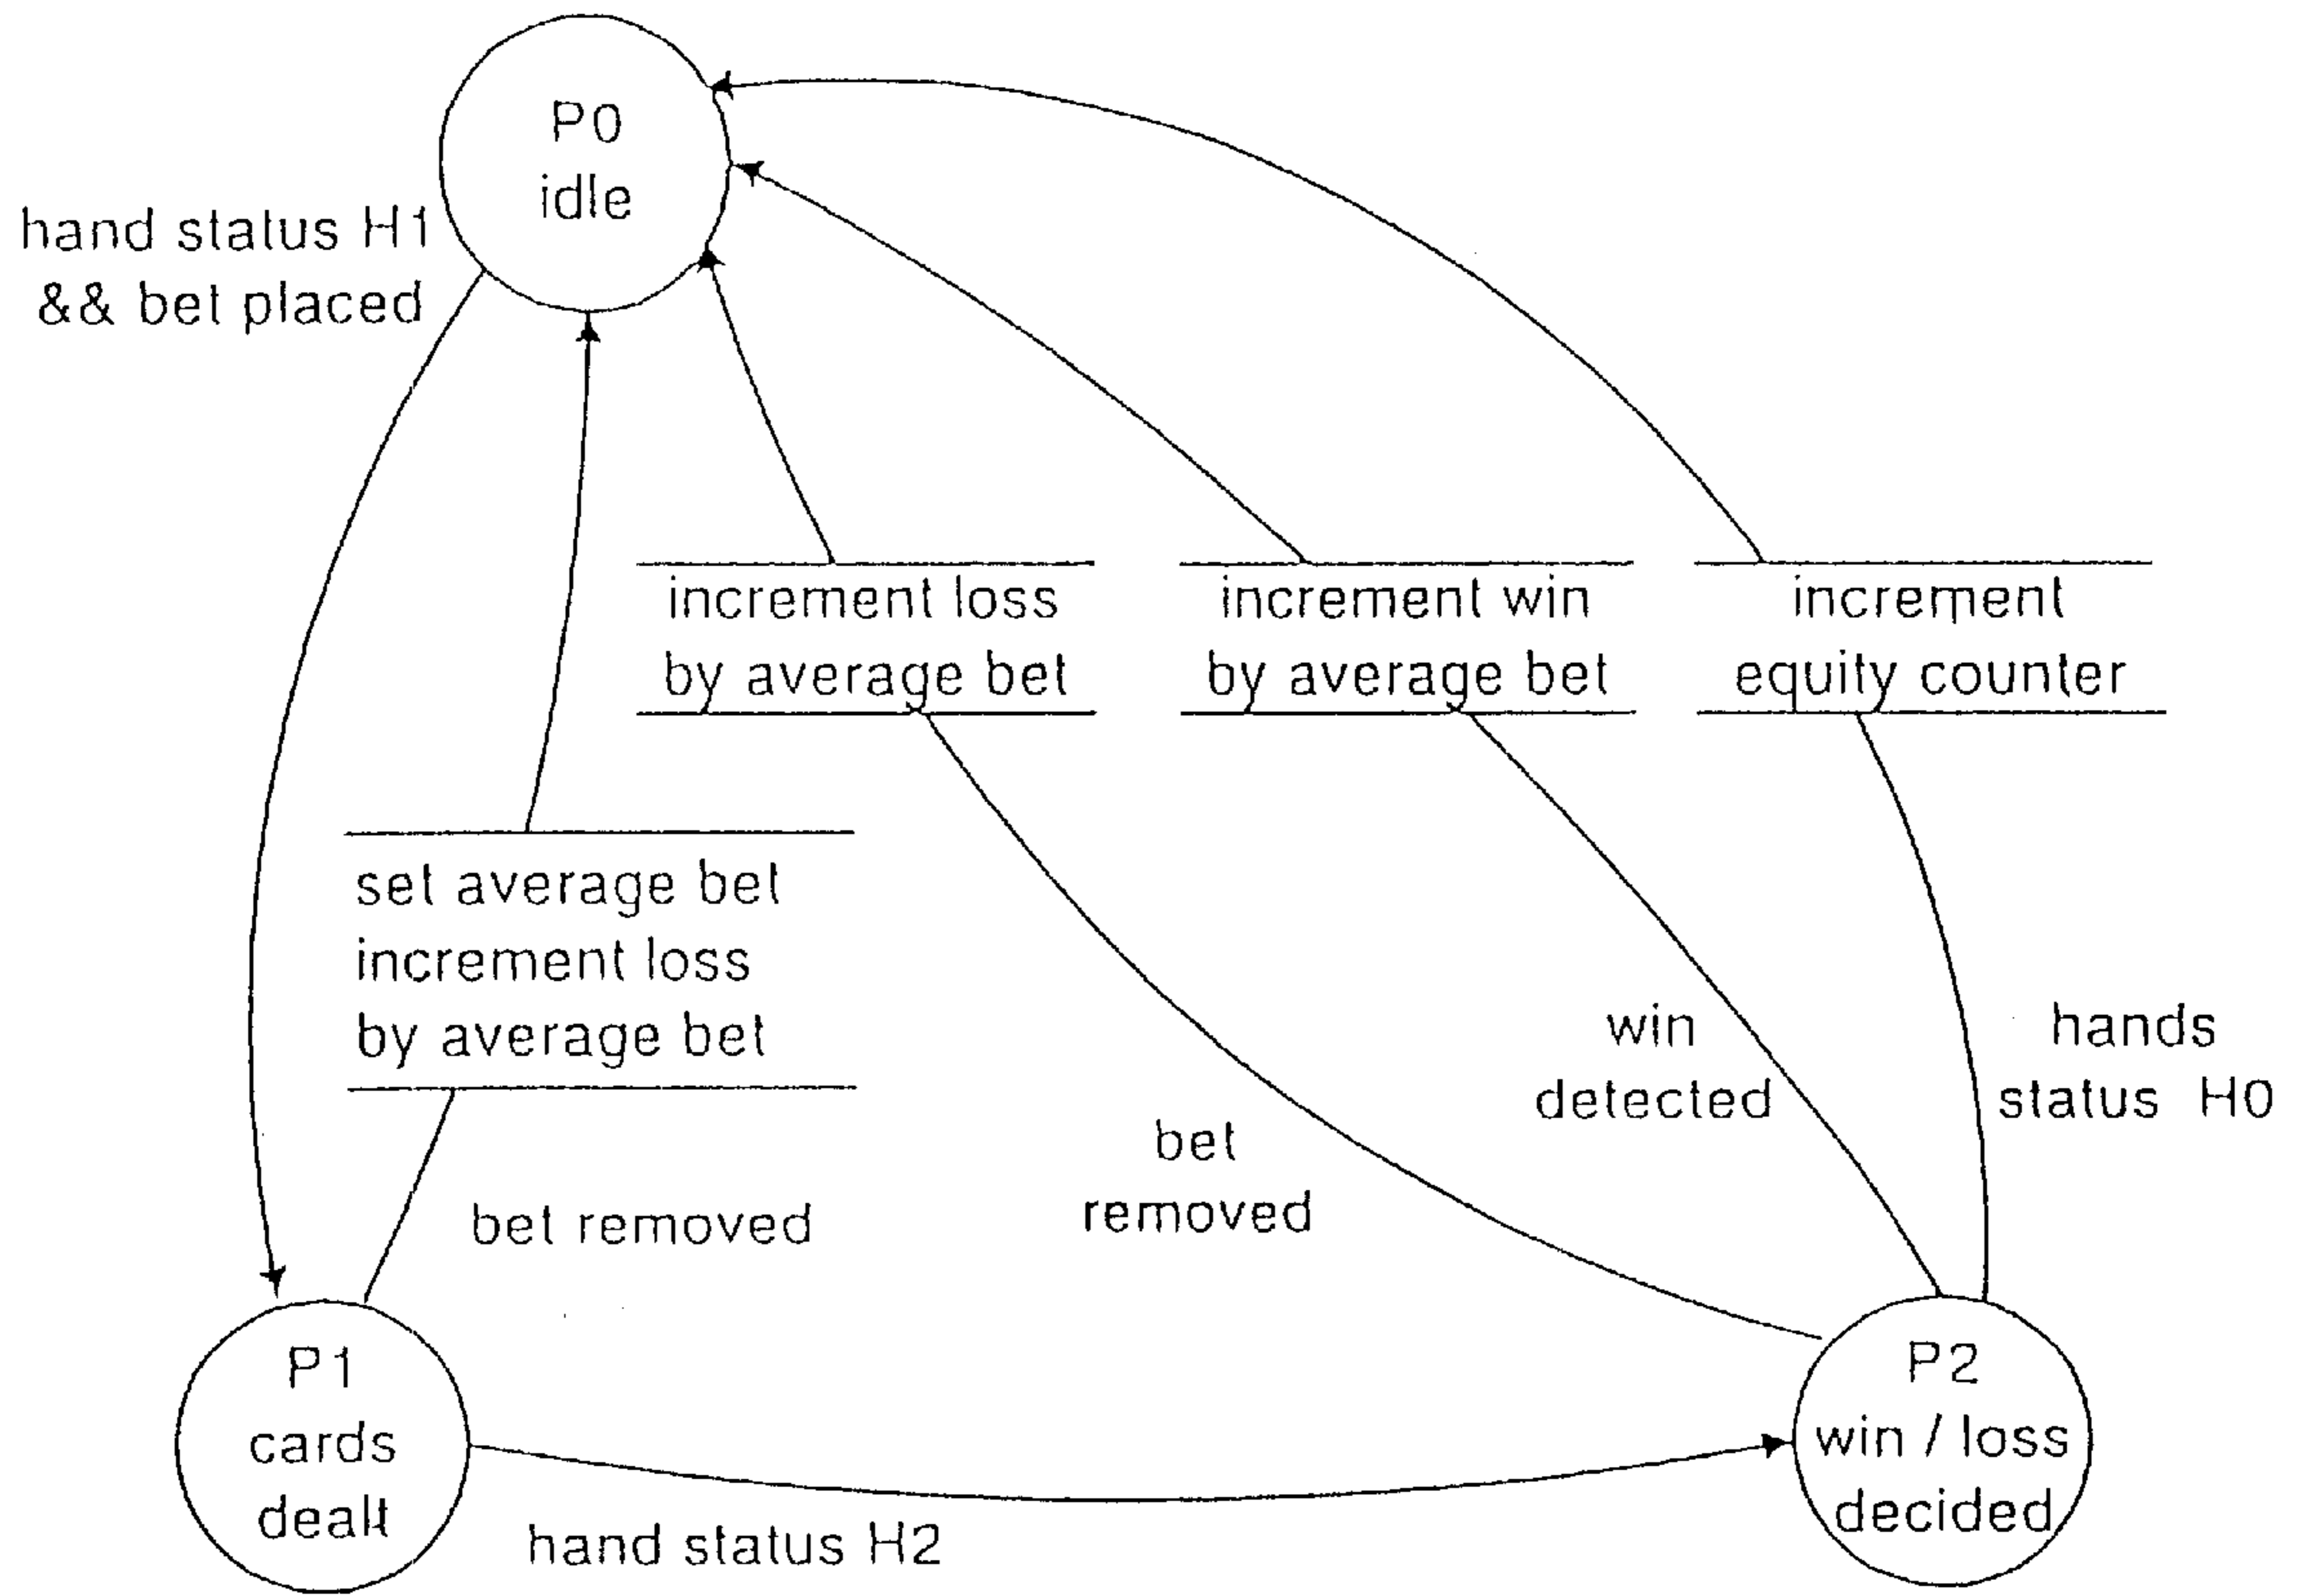 P0
idle
hand status H1
&& bet placed
increment loss
by average bet
increment win
by average bet
increment
equity counter
set average bet
increment loss
by average bet
win
detected
hands
status H0
bet
removed
bet removed
P1
cards
dealt
P2
win / loss
decided
hand status H2